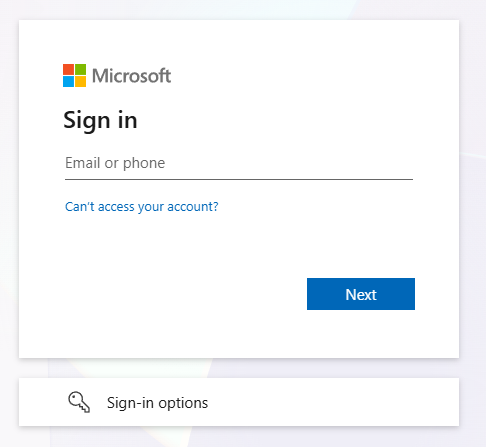 Microsoft
Sign in
Email or phone
Can't access your account?
Next
Sign-in options